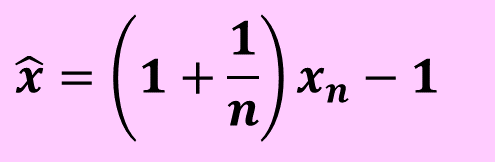 x̂ = (1 + 1/n) xₙ − 1